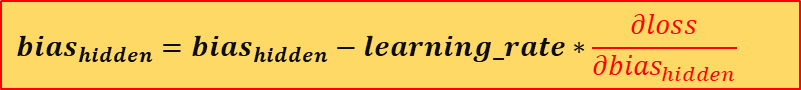 bias_hidden = bias_hidden − learning_rate * ∂loss / ∂bias_hidden